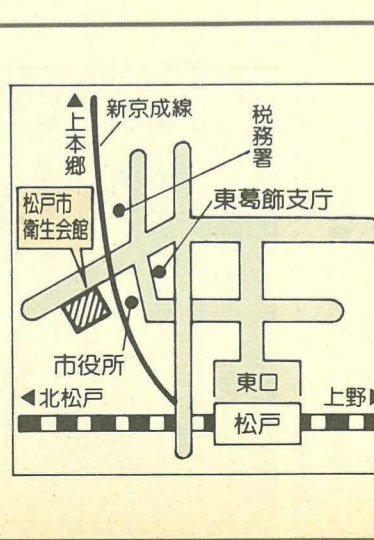 ▲上本郷
新京成線
税務署
東葛飾支庁
松戸市
衛生会館
市役所
◀北松戸
東口
上野▶
松戸